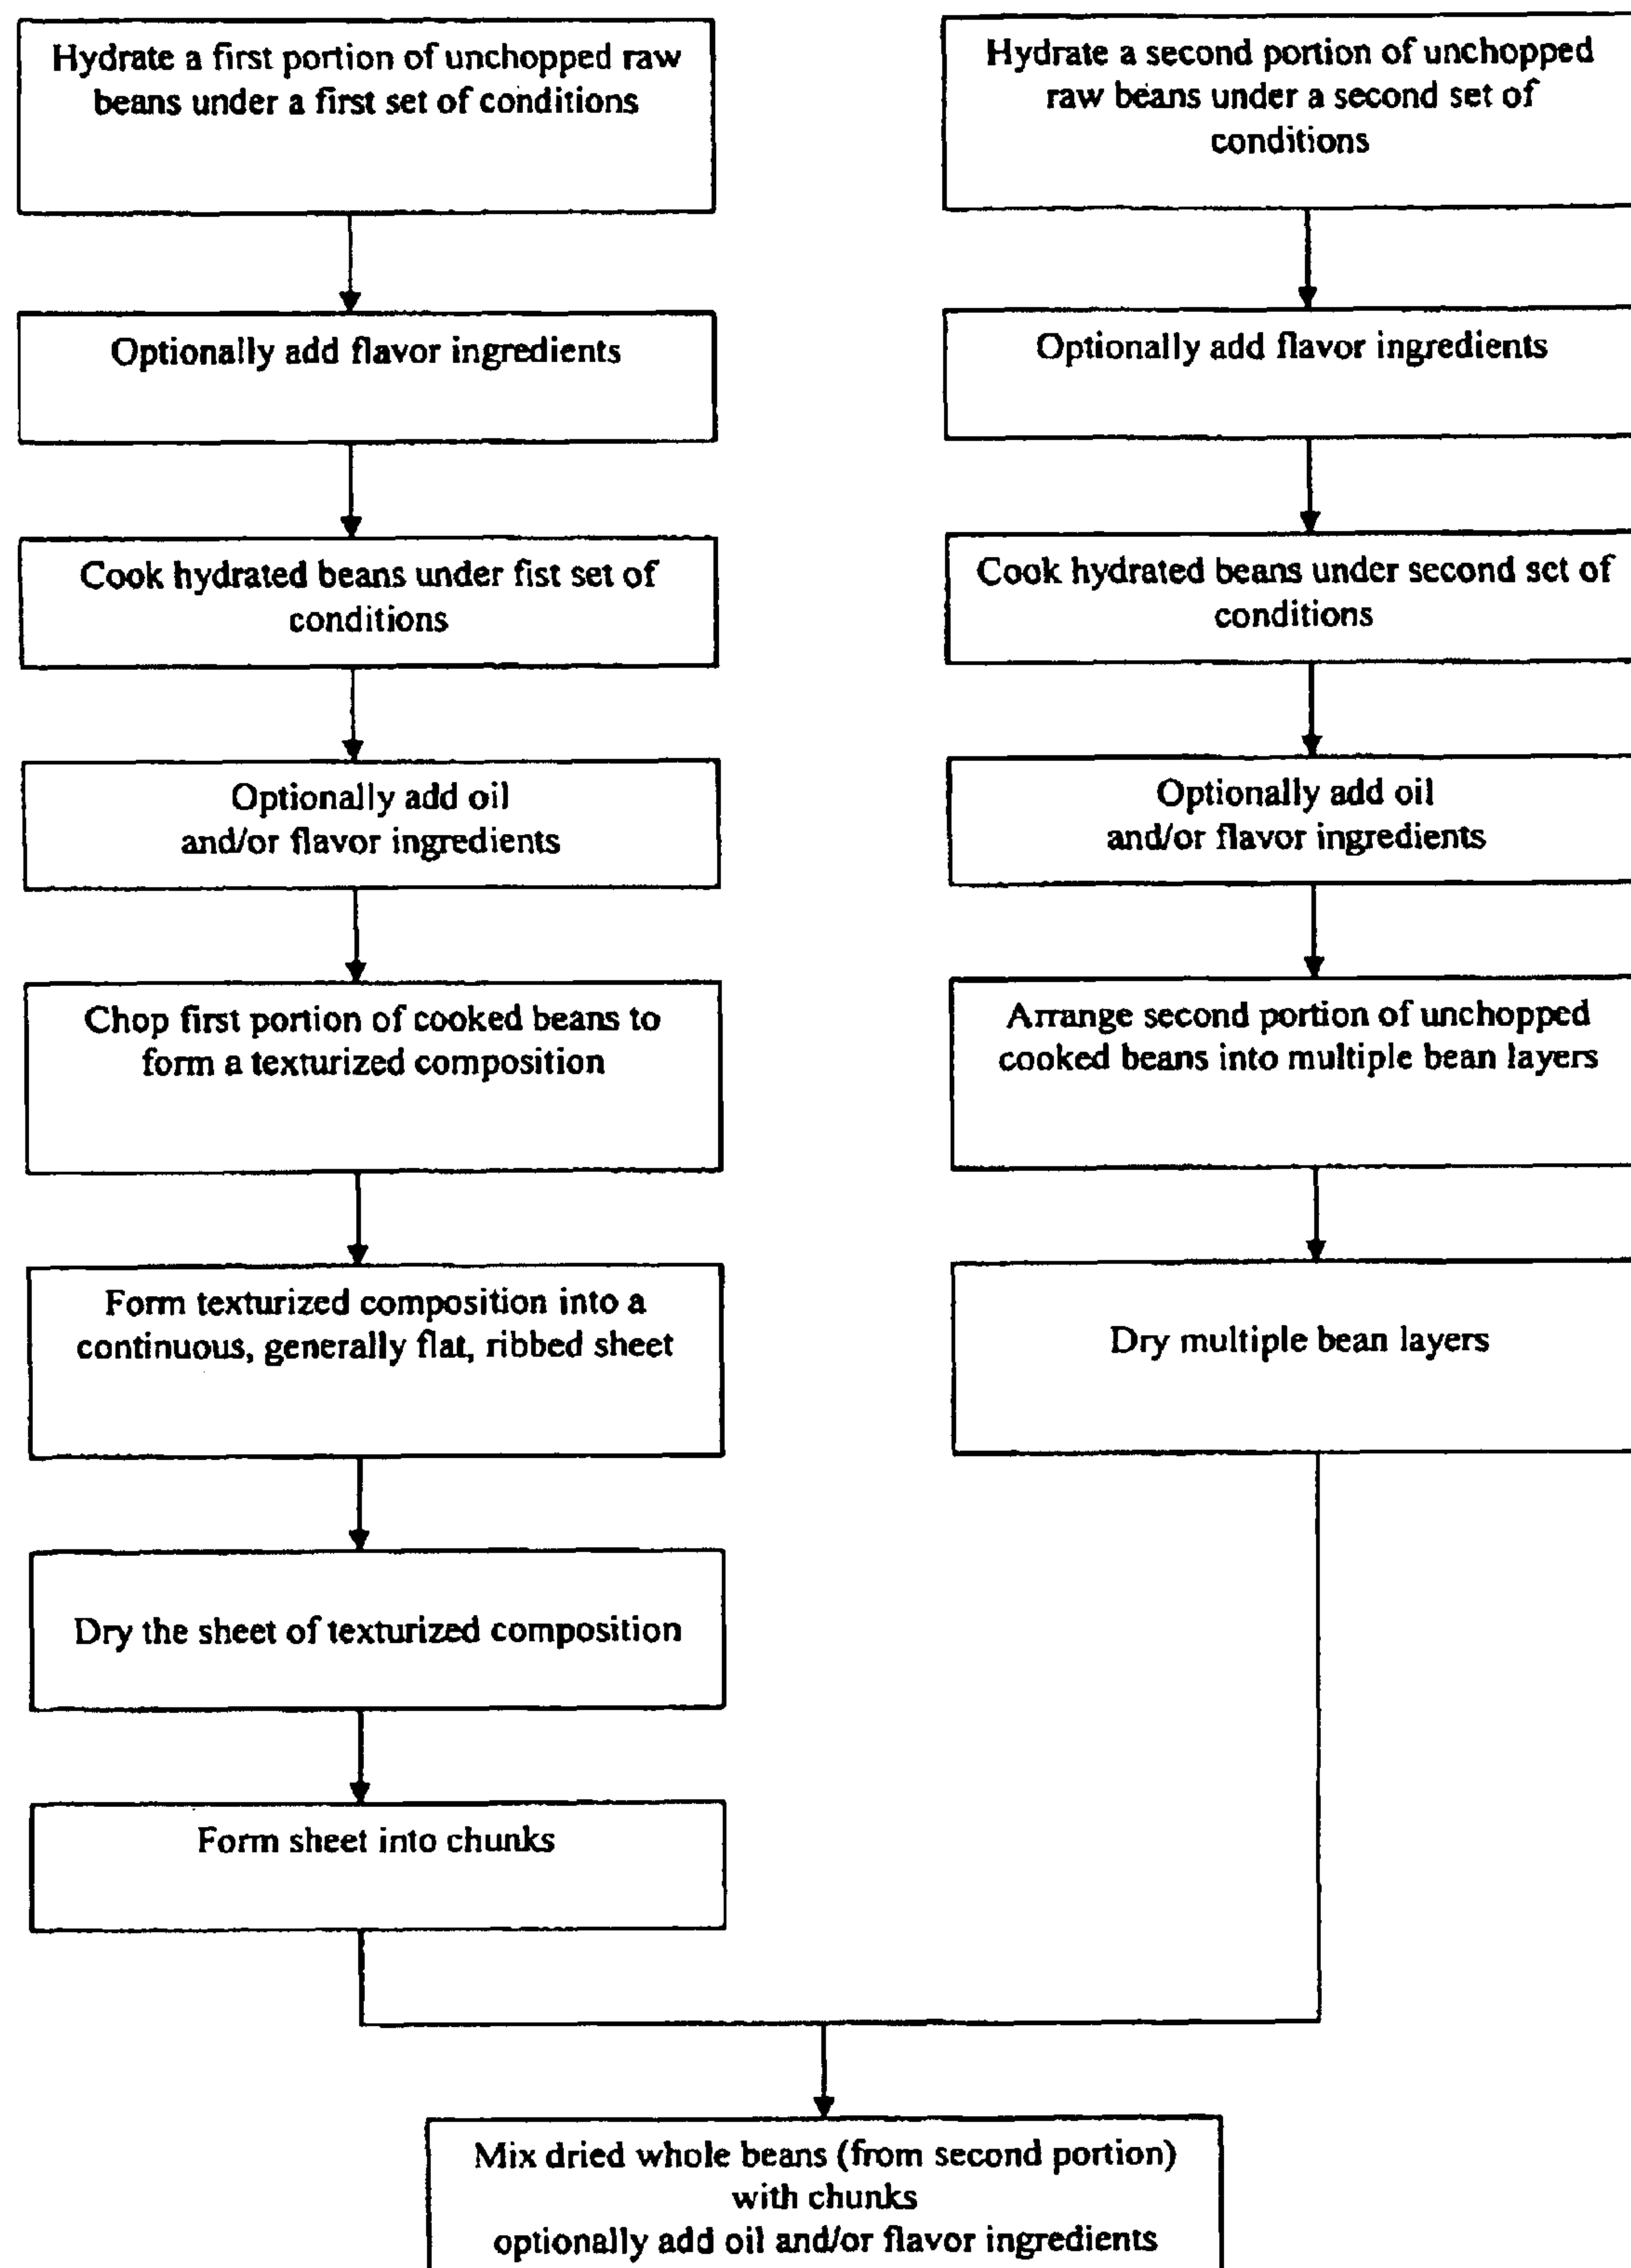 Hydrate a first portion of unchopped raw
beans under a first set of conditions
Optionally add flavor ingredients
Cook hydrated beans under fist set of
conditions
Optionally add oil
and/or flavor ingredients
Chop first portion of cooked beans to
form a texturized composition
Form texturized composition into a
continuous, generally flat, ribbed sheet
Dry the sheet of texturized composition
Form sheet into chunks
Hydrate a second portion of unchopped
raw beans under a second set of
conditions
Optionally add flavor ingredients
Cook hydrated beans under second set of
conditions
Optionally add oil
and/or flavor ingredients
Arrange second portion of unchopped
cooked beans into multiple bean layers
Dry multiple bean layers
Mix dried whole beans (from second portion)
with chunks
optionally add oil and/or flavor ingredients